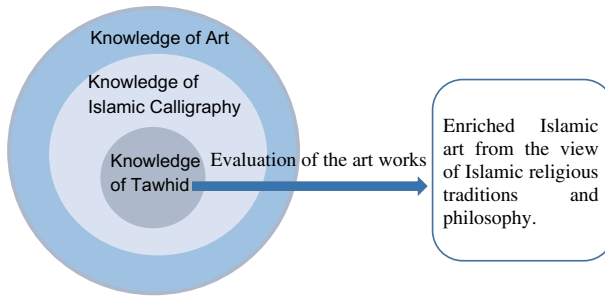 Knowledge of Art
Knowledge of
Islamic Calligraphy
Knowledge
of Tawhid
Evaluation of the art works
Enriched Islamic
art from the view
of Islamic religious
traditions and
philosophy.